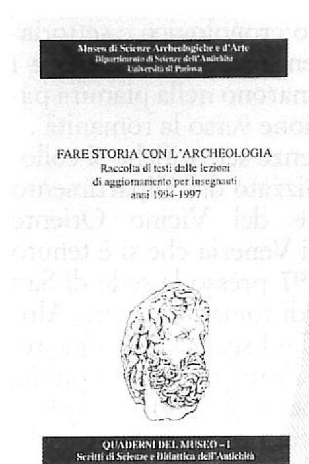 Museo di Scienze Archeologiche e d'Arte
Dipartimento di Scienze dell'Antichità
Università di Padova
FARE STORIA CON L'ARCHEOLOGIA
Raccolta di testi dalle lezioni
di aggiornamento per insegnanti
anni 1994-1997
QUADERNI DEL MUSEO - 1
Scritti di Scienze e Didattica dell'Antichità